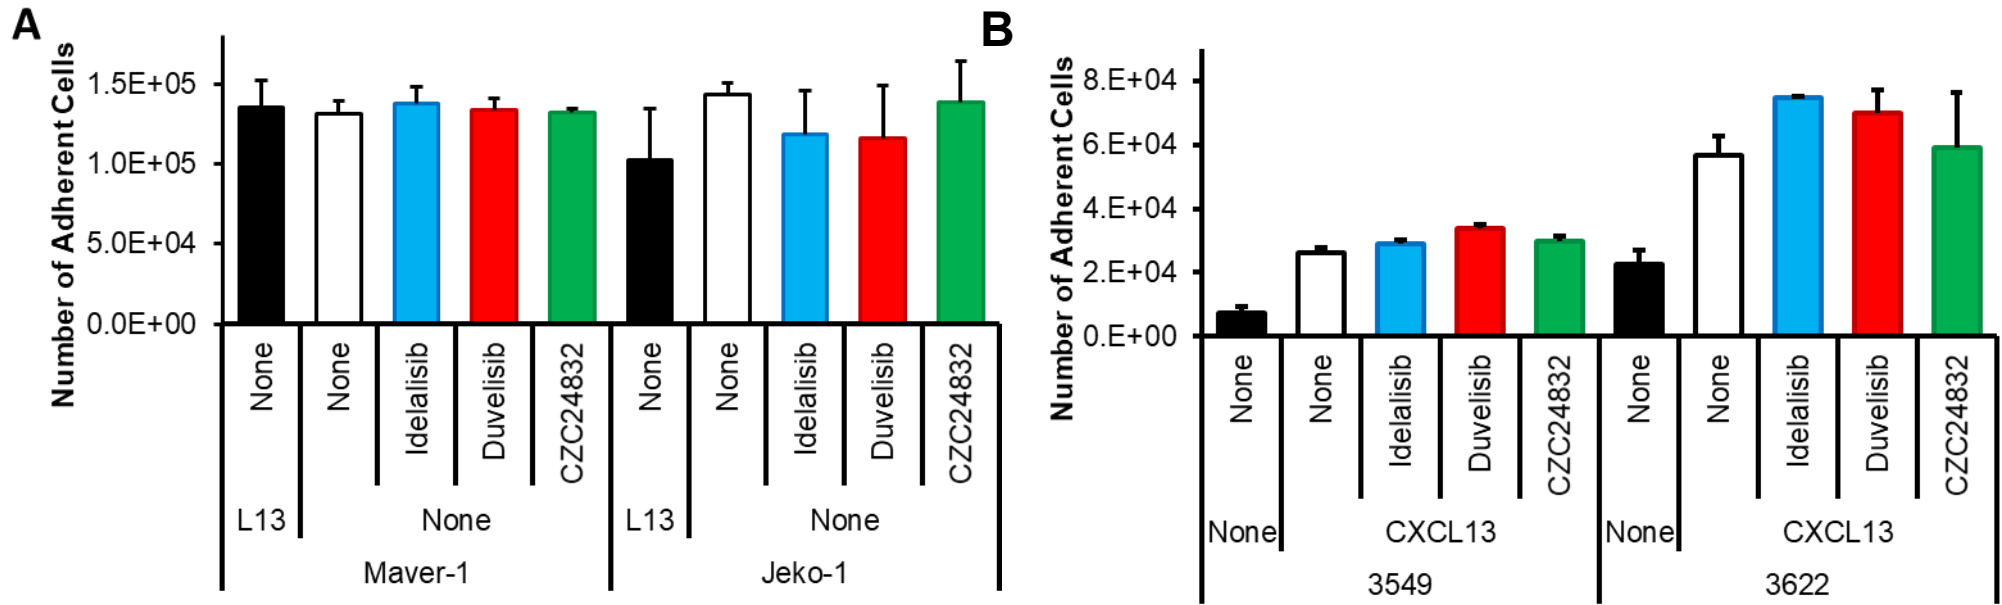 A
Number of Adherent Cells
1.5E+05
1.0E+05
5.0E+04
0.0E+00
None
None
Idelalisib
Duvelisib
CZC24832
None
None
Idelalisib
Duvelisib
CZC24832
L13
None
L13
None
Maver-1
Jeko-1
B
Number of Adherent Cells
8.E+04
6.E+04
4.E+04
2.E+04
0.E+00
None
None
Idelalisib
Duvelisib
CZC24832
None
None
Idelalisib
Duvelisib
CZC24832
None
CXCL13
None
CXCL13
3549
3622